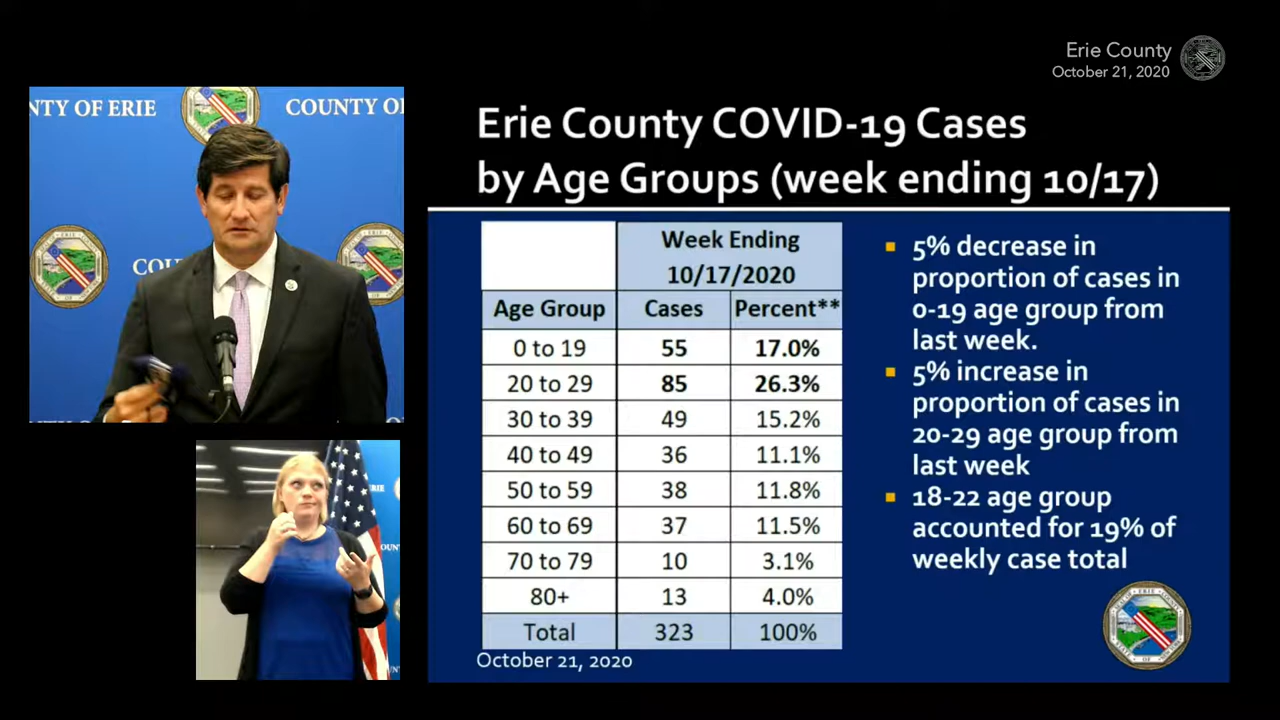 Erie County
October 21, 2020
NTY OF ERIE
COUNTY O
COU
Erie County COVID-19 Cases
by Age Groups (week ending 10/17)
Week Ending
10/17/2020
Age Group Cases Percent**
0 to 19 55 17.0%
20 to 29 85 26.3%
30 to 39 49 15.2%
40 to 49 36 11.1%
50 to 59 38 11.8%
60 to 69 37 11.5%
70 to 79 10 3.1%
80+ 13 4.0%
Total 323 100%
October 21, 2020
5% decrease in
proportion of cases in
0-19 age group from
last week.
5% increase in
proportion of cases in
20-29 age group from
last week
18-22 age group
accounted for 19% of
weekly case total